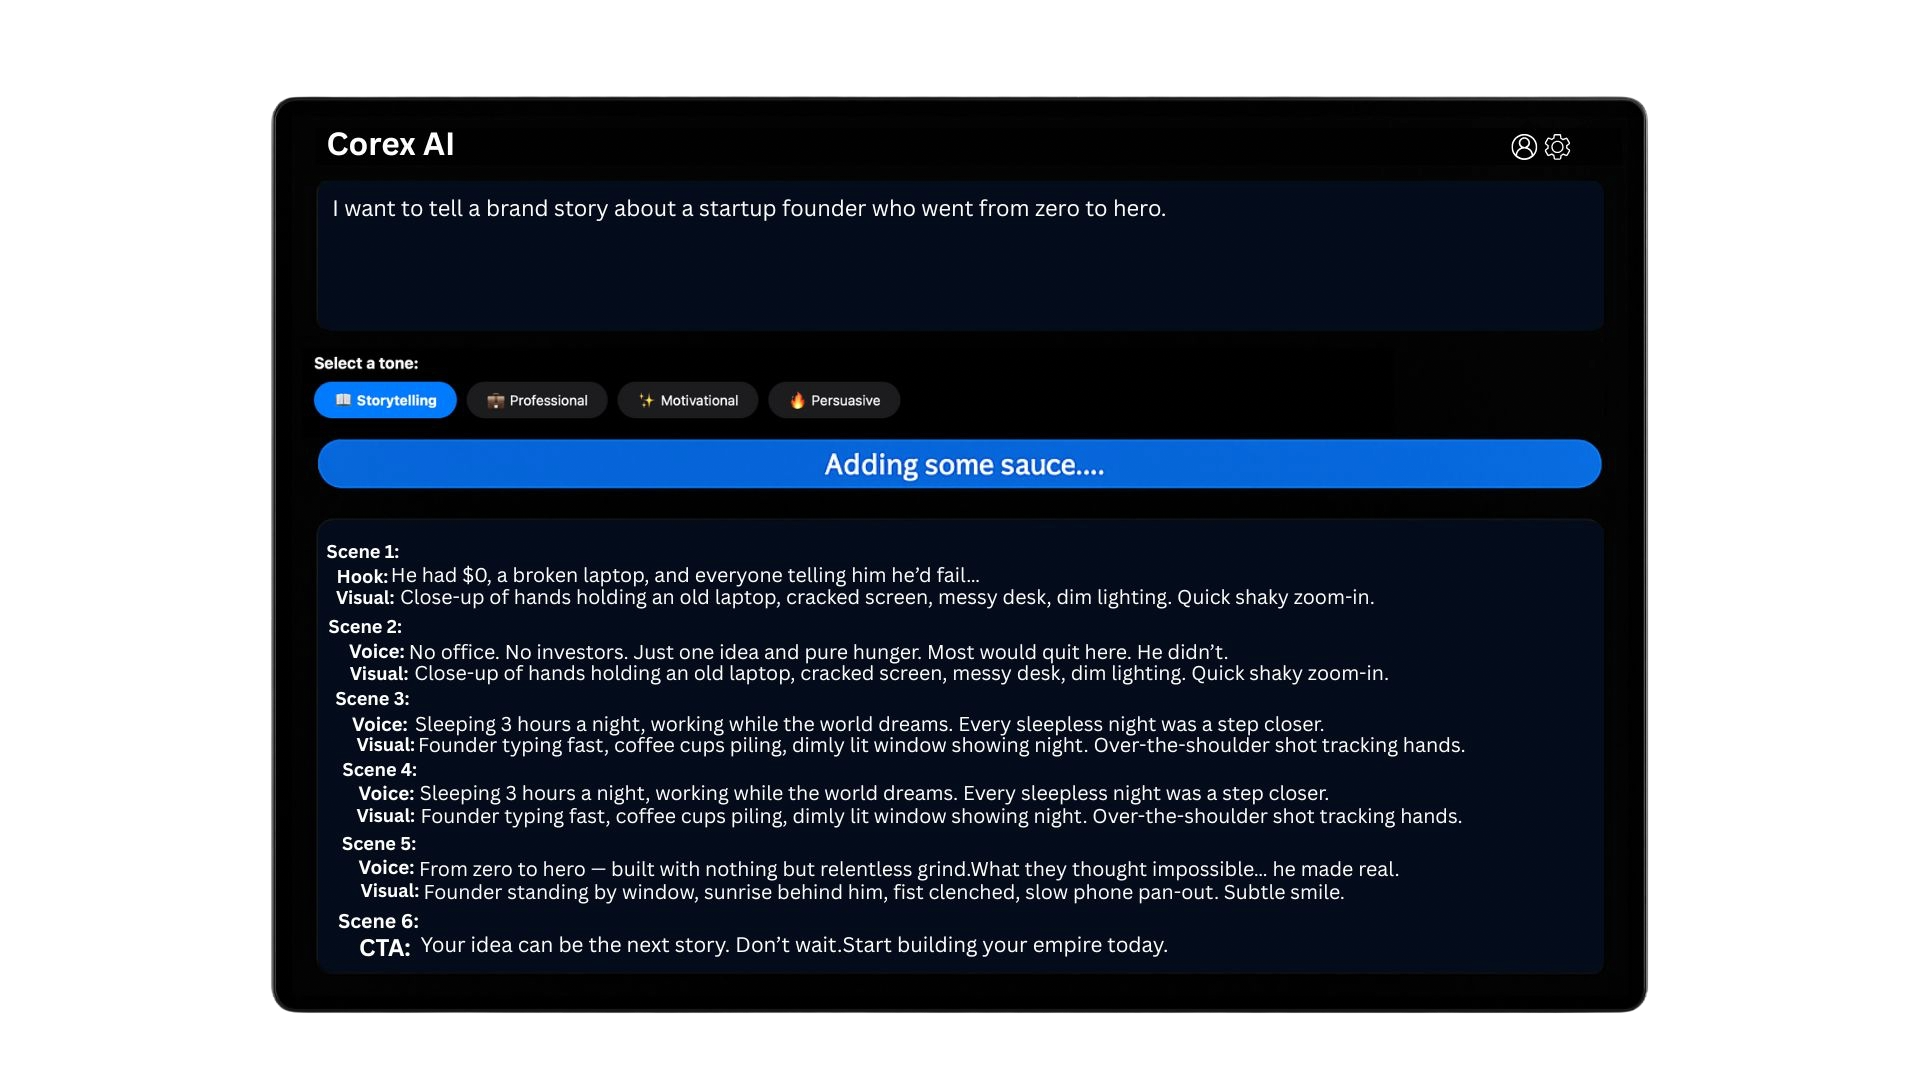 Corex AI
I want to tell a brand story about a startup founder who went from zero to hero.
Select a tone:
📖 Storytelling
💼 Professional
✨ Motivational
🔥 Persuasive
Adding some sauce....
Scene 1:
Hook: He had $0, a broken laptop, and everyone telling him he’d fail...
Visual: Close-up of hands holding an old laptop, cracked screen, messy desk, dim lighting. Quick shaky zoom-in.
Scene 2:
Voice: No office. No investors. Just one idea and pure hunger. Most would quit here. He didn’t.
Visual: Close-up of hands holding an old laptop, cracked screen, messy desk, dim lighting. Quick shaky zoom-in.
Scene 3:
Voice: Sleeping 3 hours a night, working while the world dreams. Every sleepless night was a step closer.
Visual: Founder typing fast, coffee cups piling, dimly lit window showing night. Over-the-shoulder shot tracking hands.
Scene 4:
Voice: Sleeping 3 hours a night, working while the world dreams. Every sleepless night was a step closer.
Visual: Founder typing fast, coffee cups piling, dimly lit window showing night. Over-the-shoulder shot tracking hands.
Scene 5:
Voice: From zero to hero — built with nothing but relentless grind.What they thought impossible... he made real.
Visual: Founder standing by window, sunrise behind him, fist clenched, slow phone pan-out. Subtle smile.
Scene 6:
CTA: Your idea can be the next story. Don’t wait.Start building your empire today.